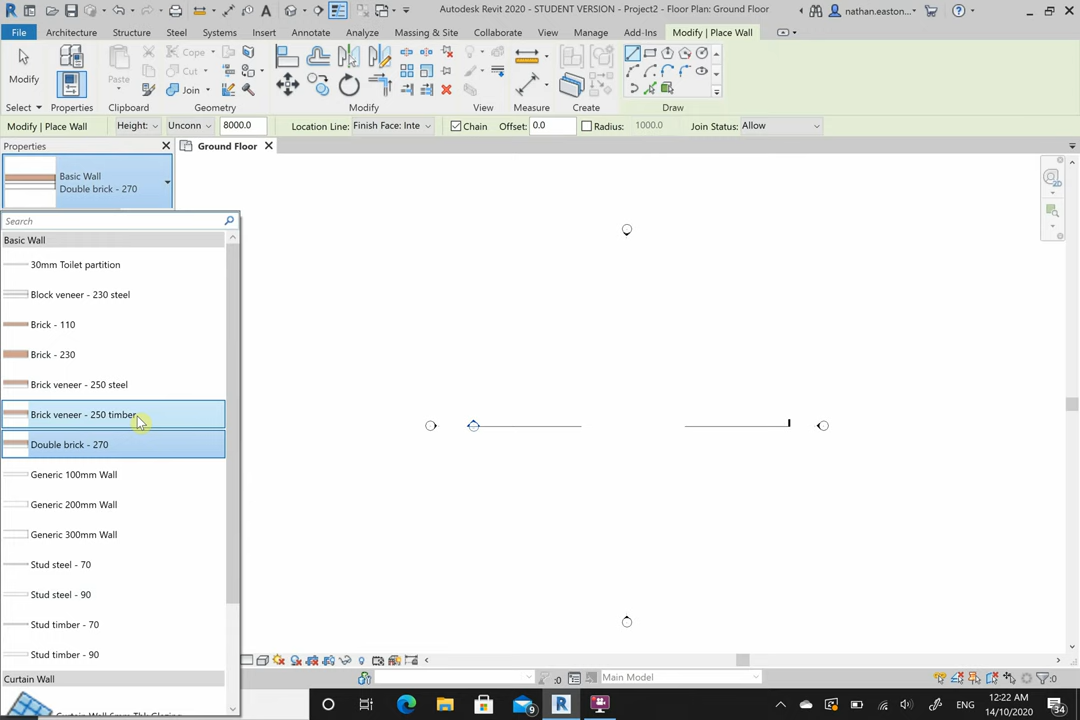 Autodesk Revit 2020 - STUDENT VERSION - Project2 - Floor Plan: Ground Floor
nathan.easton...
File Architecture Structure Steel Systems Insert Annotate Analyze Massing & Site Collaborate View Manage Add-Ins Modify | Place Wall
Modify
Paste
Cope
Cut
Join
Select Properties Clipboard Geometry Modify View Measure Create Draw
Modify | Place Wall Height: Unconn 8000.0 Location Line: Finish Face: Inte Chain Offset: 0.0 Radius: 1000.0 Join Status: Allow
Properties
Ground Floor
Basic Wall
Double brick - 270
2D
Search
Basic Wall
30mm Toilet partition
Block veneer - 230 steel
Brick - 110
Brick - 230
Brick veneer - 250 steel
Brick veneer - 250 timber
Double brick - 270
Generic 100mm Wall
Generic 200mm Wall
Generic 300mm Wall
Stud steel - 70
Stud steel - 90
Stud timber - 70
Stud timber - 90
Curtain Wall
:0
Main Model
:0
9
ENG
12:22 AM
14/10/2020
34